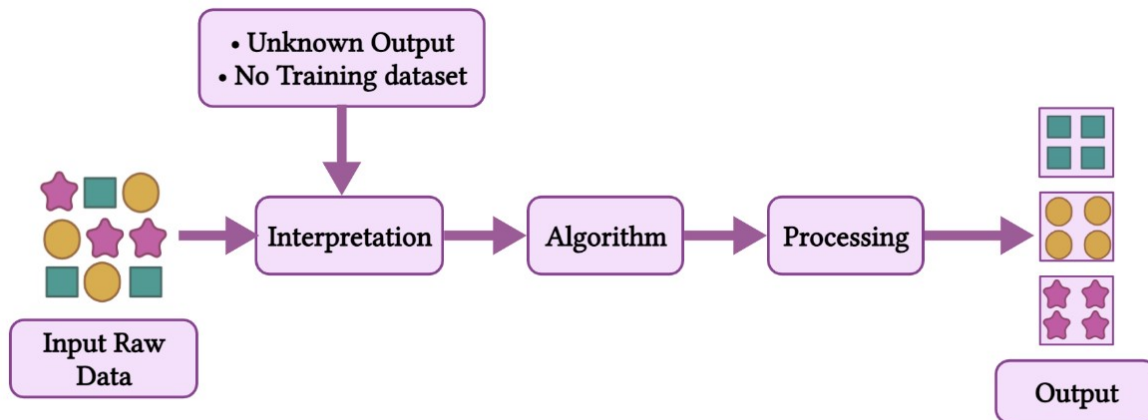 • Unknown Output
• No Training dataset
Interpretation
Algorithm
Processing
Input Raw
Data
Output